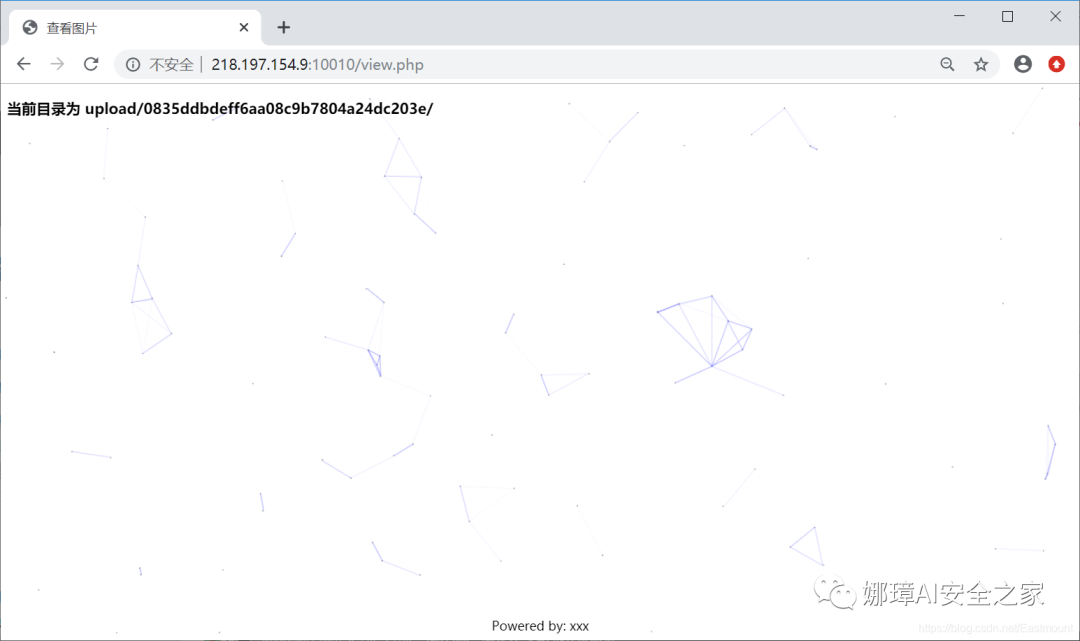 查看图片
不安全 | 218.197.154.9:10010/view.php
当前目录为 upload/0835ddbdeff6aa08c9b7804a24dc203e/
娜璋AI安全之家
Powered by: xxx
https://blog.csdn.net/Eastmount